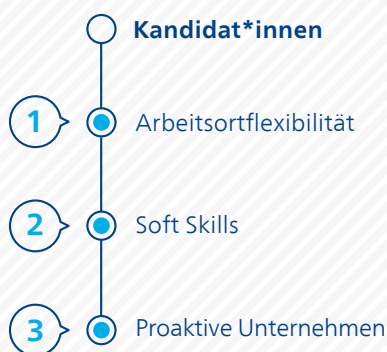 Kandidat*innen
1 Arbeitsortflexibilität
2 Soft Skills
3 Proaktive Unternehmen